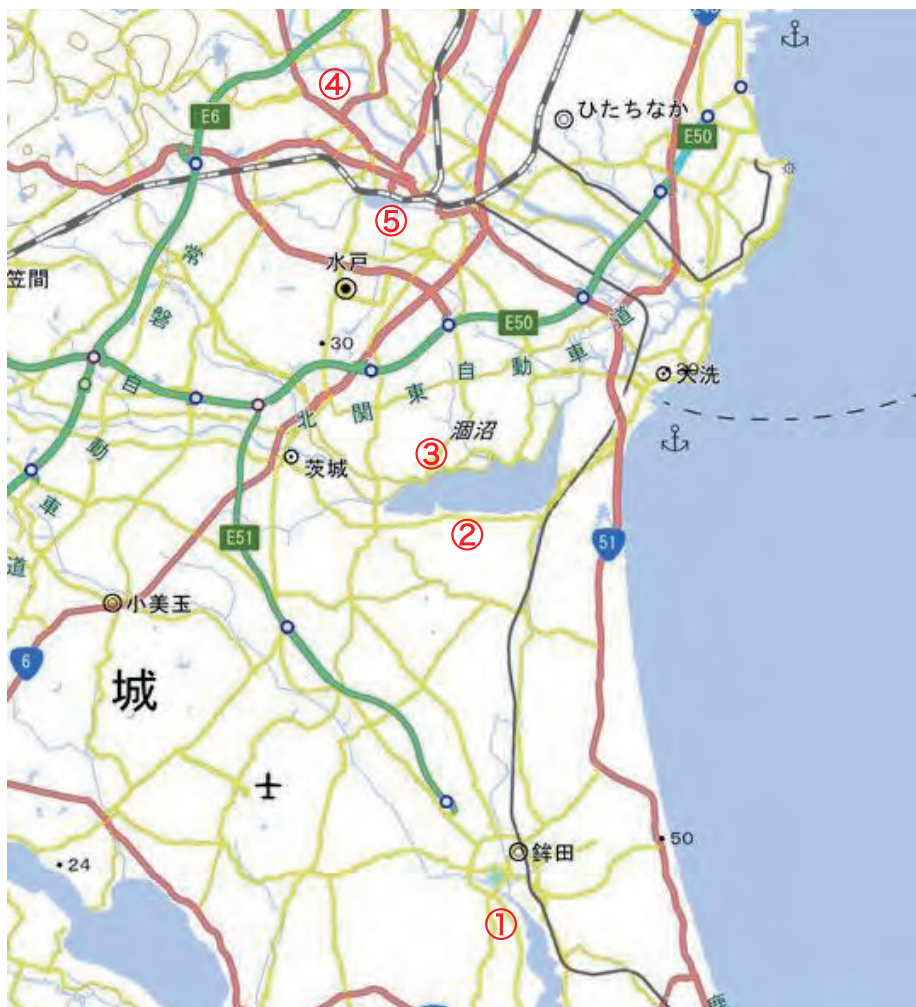 ④
E6
ひたちなか
E50
⑤
常
水戸
笠間
磐
E50
道
30
車
30
大洗
自
動
自
東
関
北
涸沼
③
動
茨城
車
②
E51
51
道
小美玉
6
城
50
鉾田
24
①